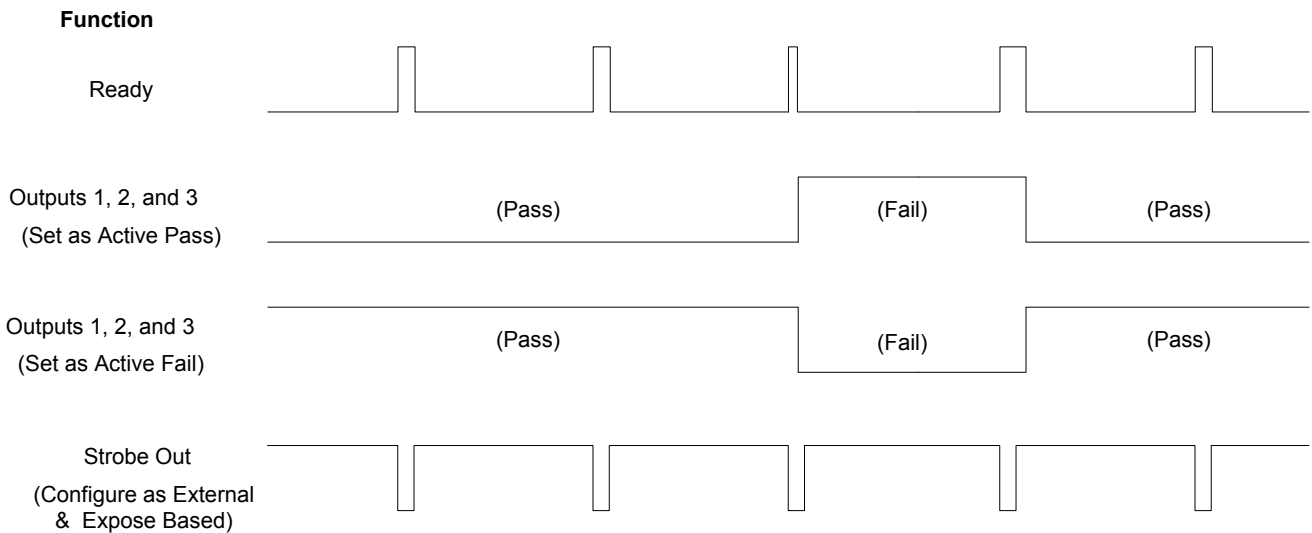 Function
Ready
Outputs 1, 2, and 3
(Set as Active Pass)
(Pass)
(Fail)
(Pass)
Outputs 1, 2, and 3
(Set as Active Fail)
(Pass)
(Fail)
(Pass)
Strobe Out
(Configure as External
& Expose Based)